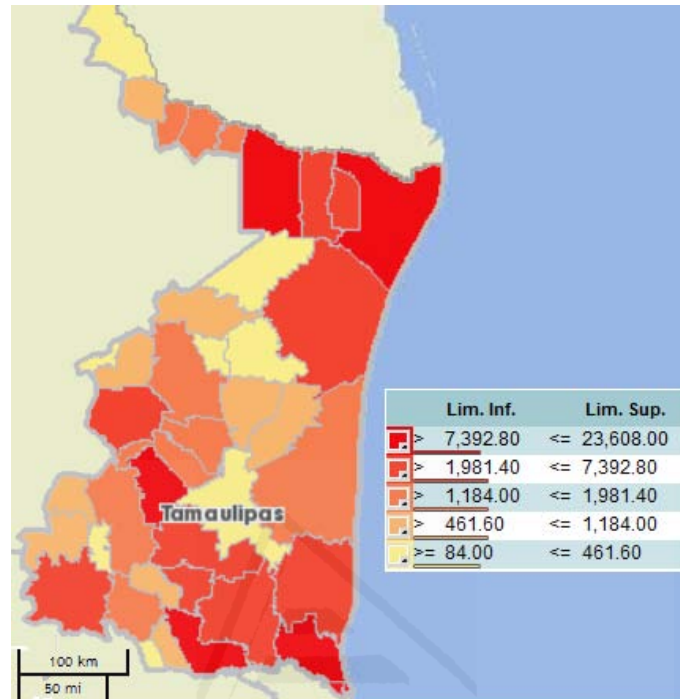 Lim. Inf. Lim. Sup.
> 7,392.80 <= 23,608.00
> 1,981.40 <= 7,392.80
> 1,184.00 <= 1,981.40
> 461.60 <= 1,184.00
>= 84.00 <= 461.60
Tamaulipas
100 km
50 mi